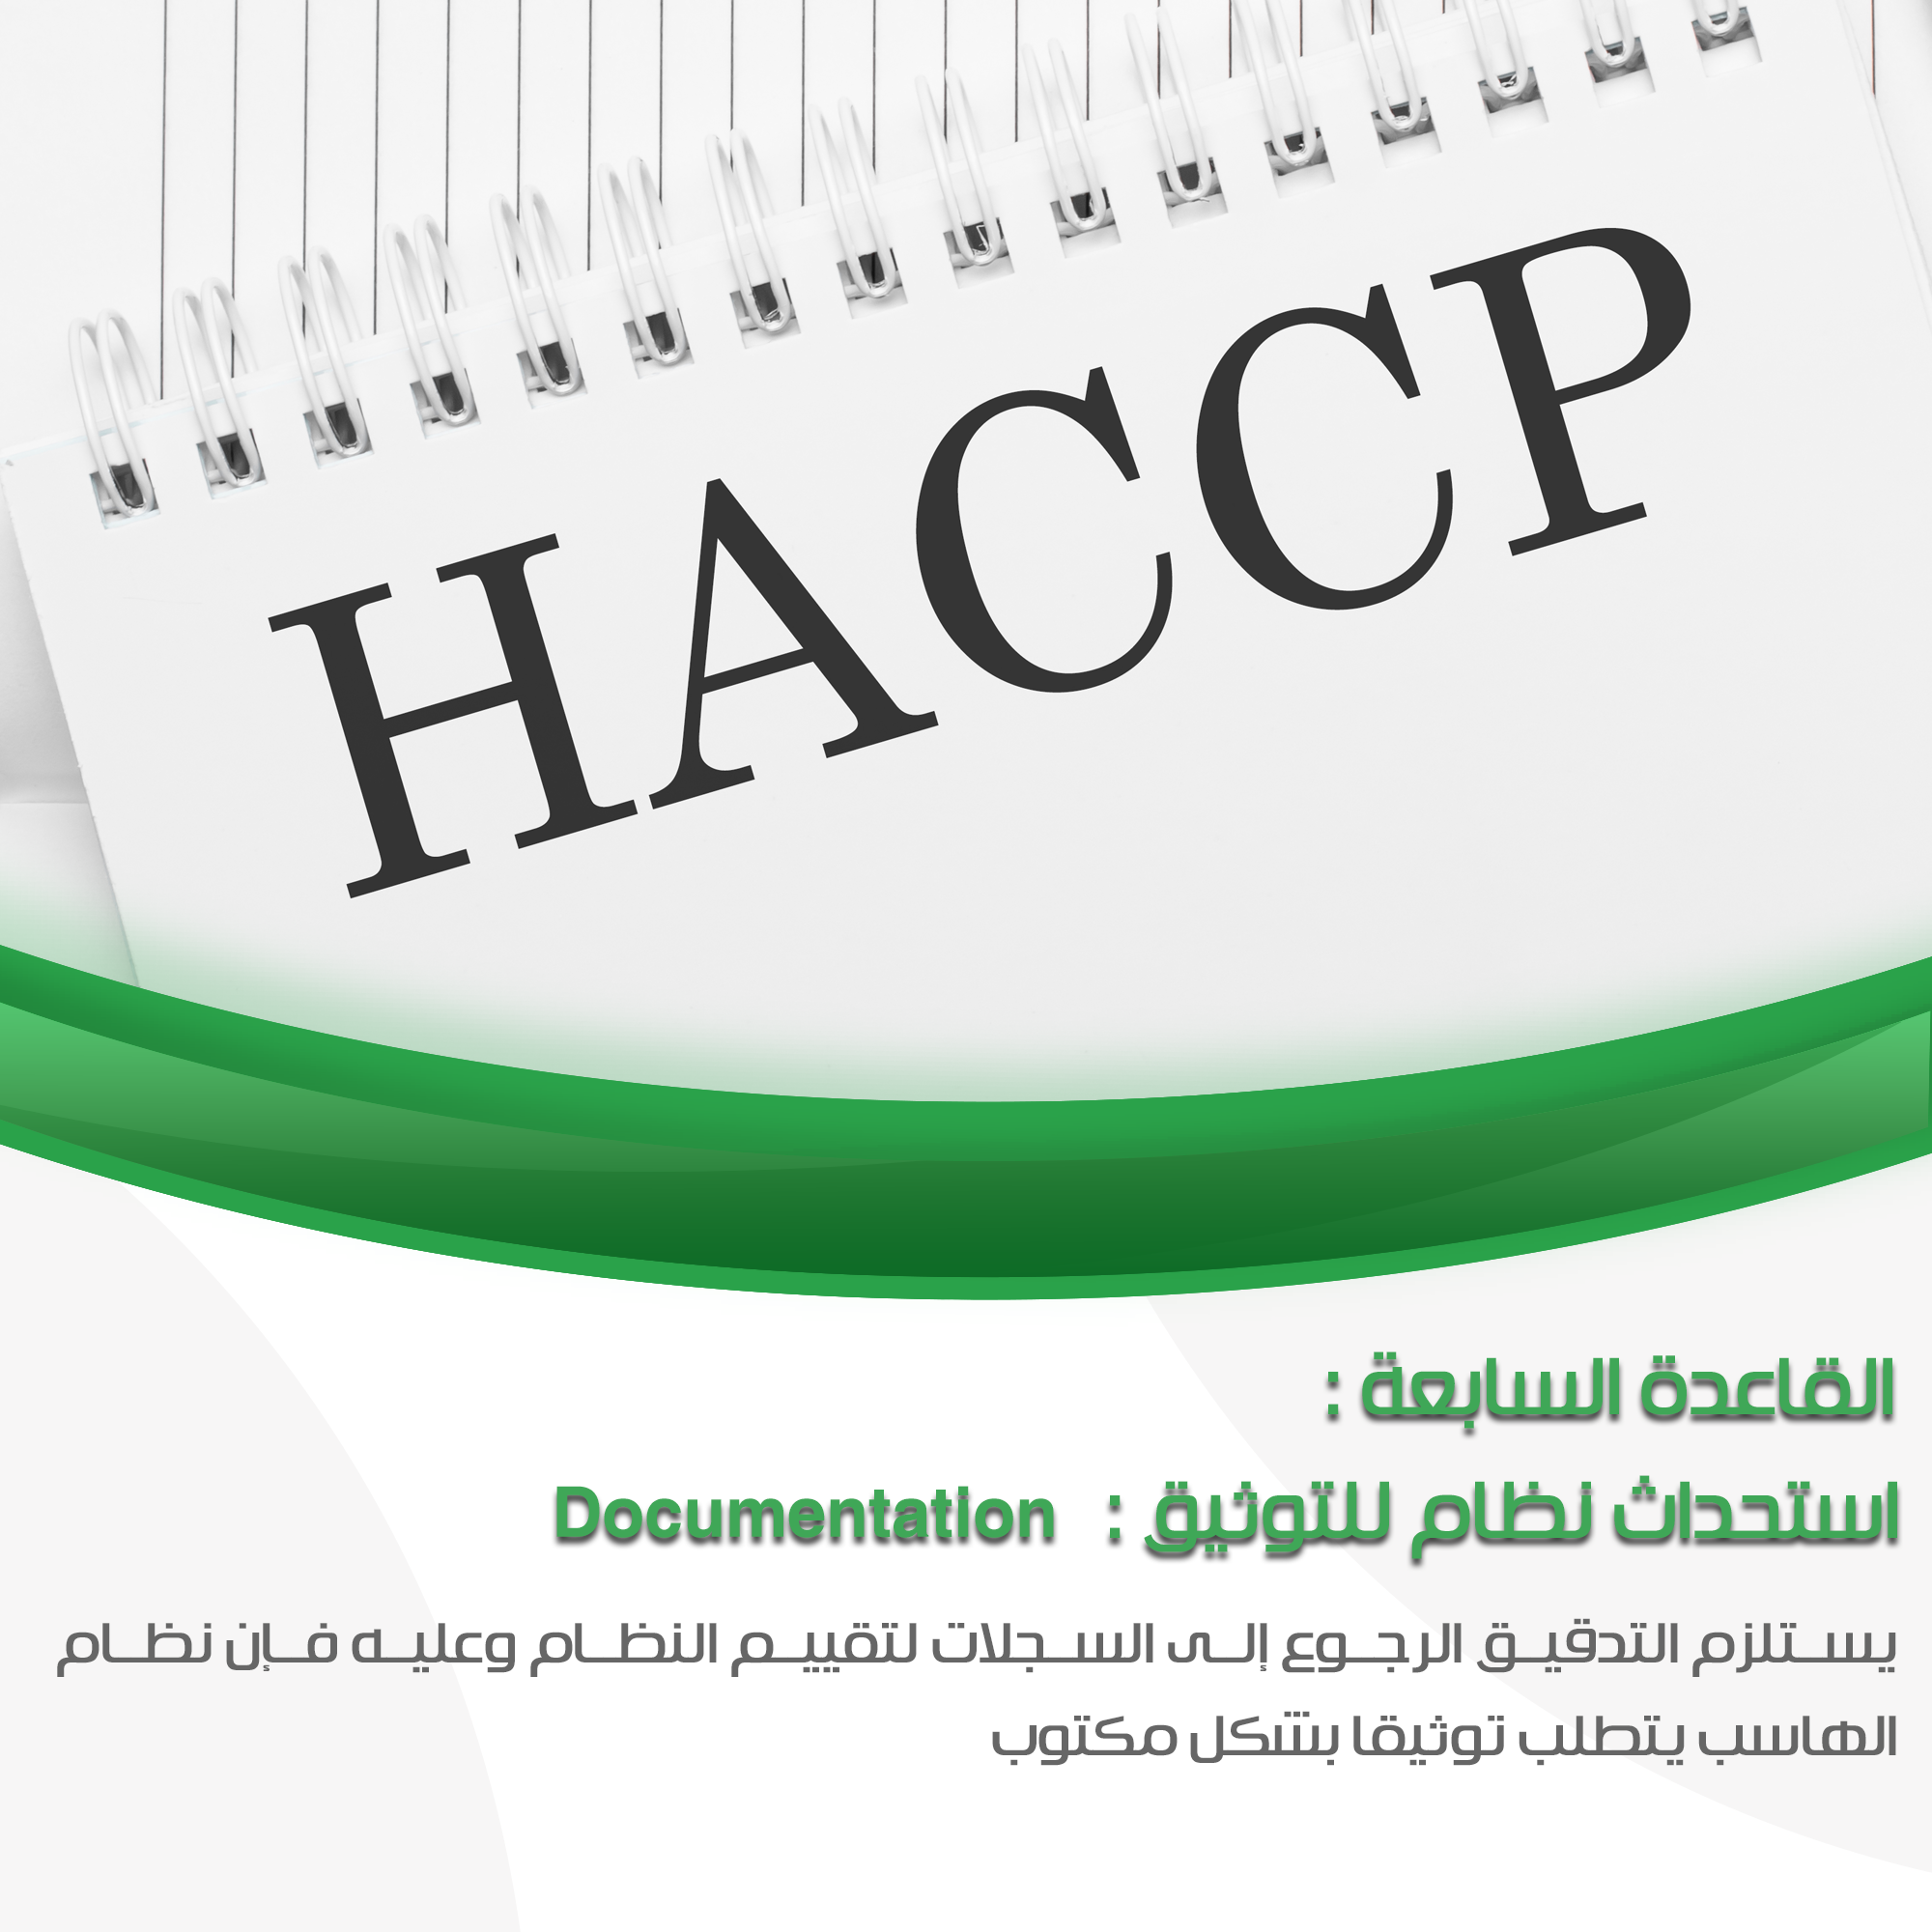 HACCP
القاعدة السابعة :
استحداث نظام للتوثيق : Documentation
يستلزم التدقيق الرجوع إلى السجلات لتقييم النظام وعليه فإن نظام
الهاسب يتطلب توثيقا بشكل مكتوب